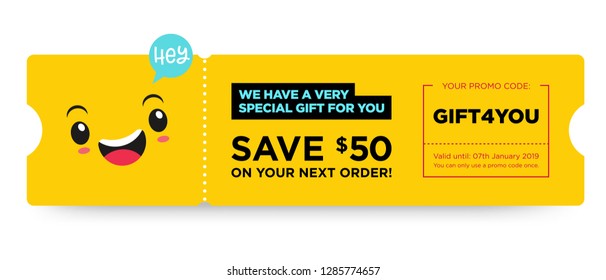 Hey
WE HAVE A VERY
SPECIAL GIFT FOR YOU
SAVE $50
ON YOUR NEXT ORDER!
YOUR PROMO CODE:
GIFT4YOU
Valid until: 07th January 2019
You can only use a promo code once.
shutterstock.com · 1285774657